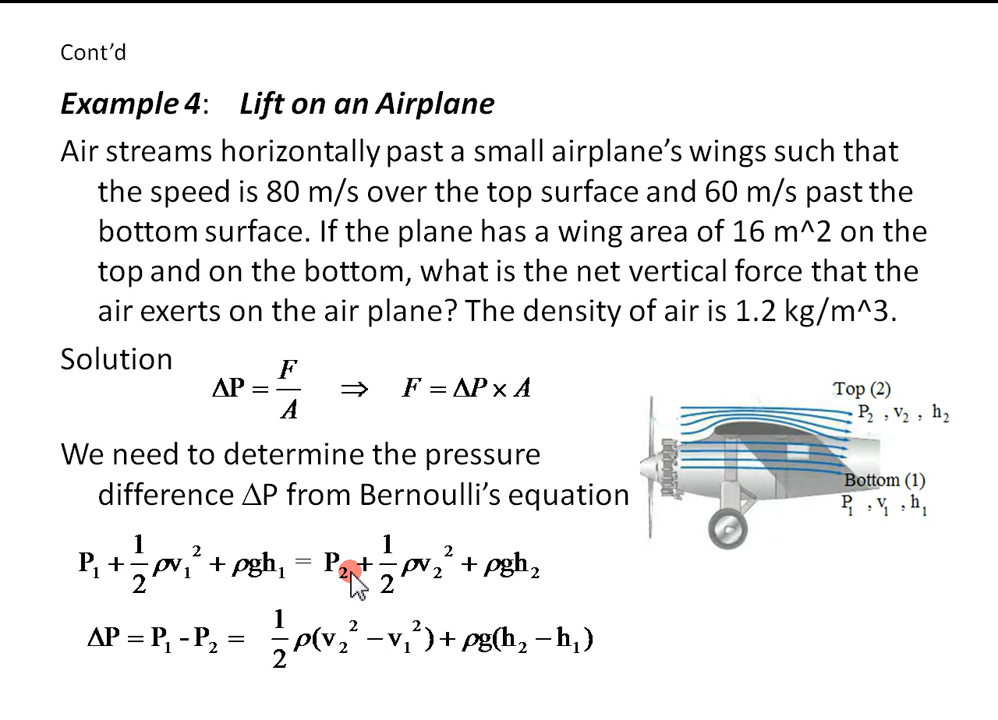 Cont’d
Example 4: Lift on an Airplane
Air streams horizontally past a small airplane’s wings such that
the speed is 80 m/s over the top surface and 60 m/s past the
bottom surface. If the plane has a wing area of 16 m^2 on the
top and on the bottom, what is the net vertical force that the
air exerts on the air plane? The density of air is 1.2 kg/m^3.
Solution
ΔP = F/A ⇒ F = ΔP × A
Top (2)
P₂ , v₂ , h₂
We need to determine the pressure
difference ΔP from Bernoulli’s equation
Bottom (1)
P₁ , v₁ , h₁
P₁ + 1/2 ρv₁² + ρgh₁ = P₂ + 1/2 ρv₂² + ρgh₂
ΔP = P₁ - P₂ = 1/2 ρ(v₂² − v₁²) + ρg(h₂ − h₁)